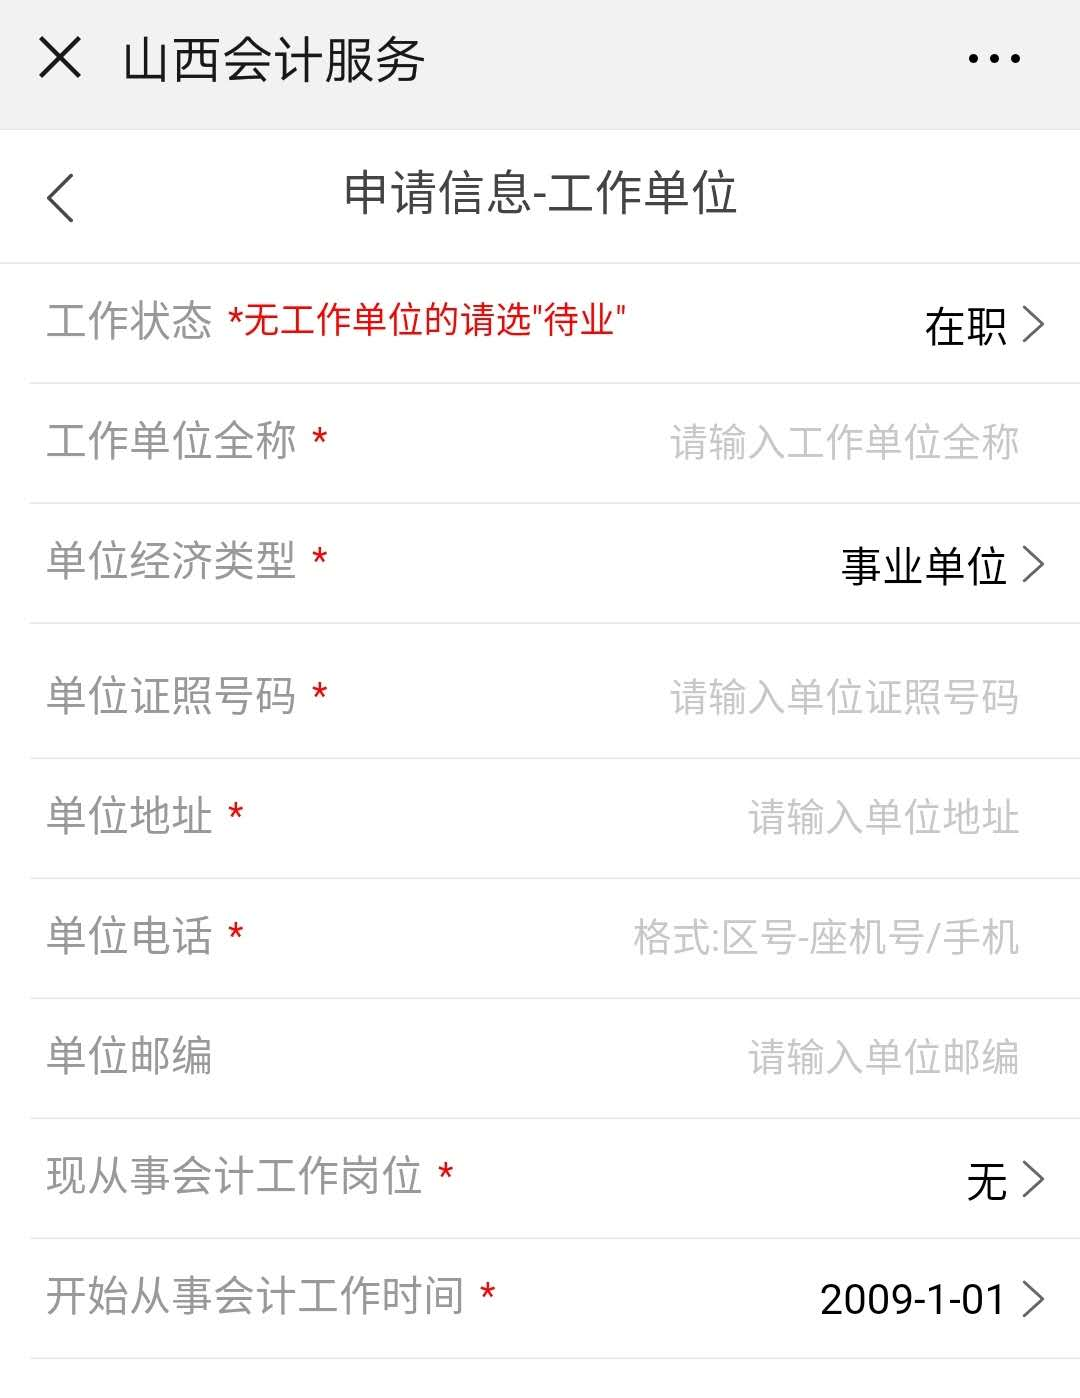 山西会计服务
申请信息-工作单位
工作状态 *无工作单位的请选"待业" 在职
工作单位全称 * 请输入工作单位全称
单位经济类型 * 事业单位
单位证照号码 * 请输入单位证照号码
单位地址 * 请输入单位地址
单位电话 * 格式:区号-座机号/手机
单位邮编 请输入单位邮编
现从事会计工作岗位 * 无
开始从事会计工作时间 * 2009-1-01